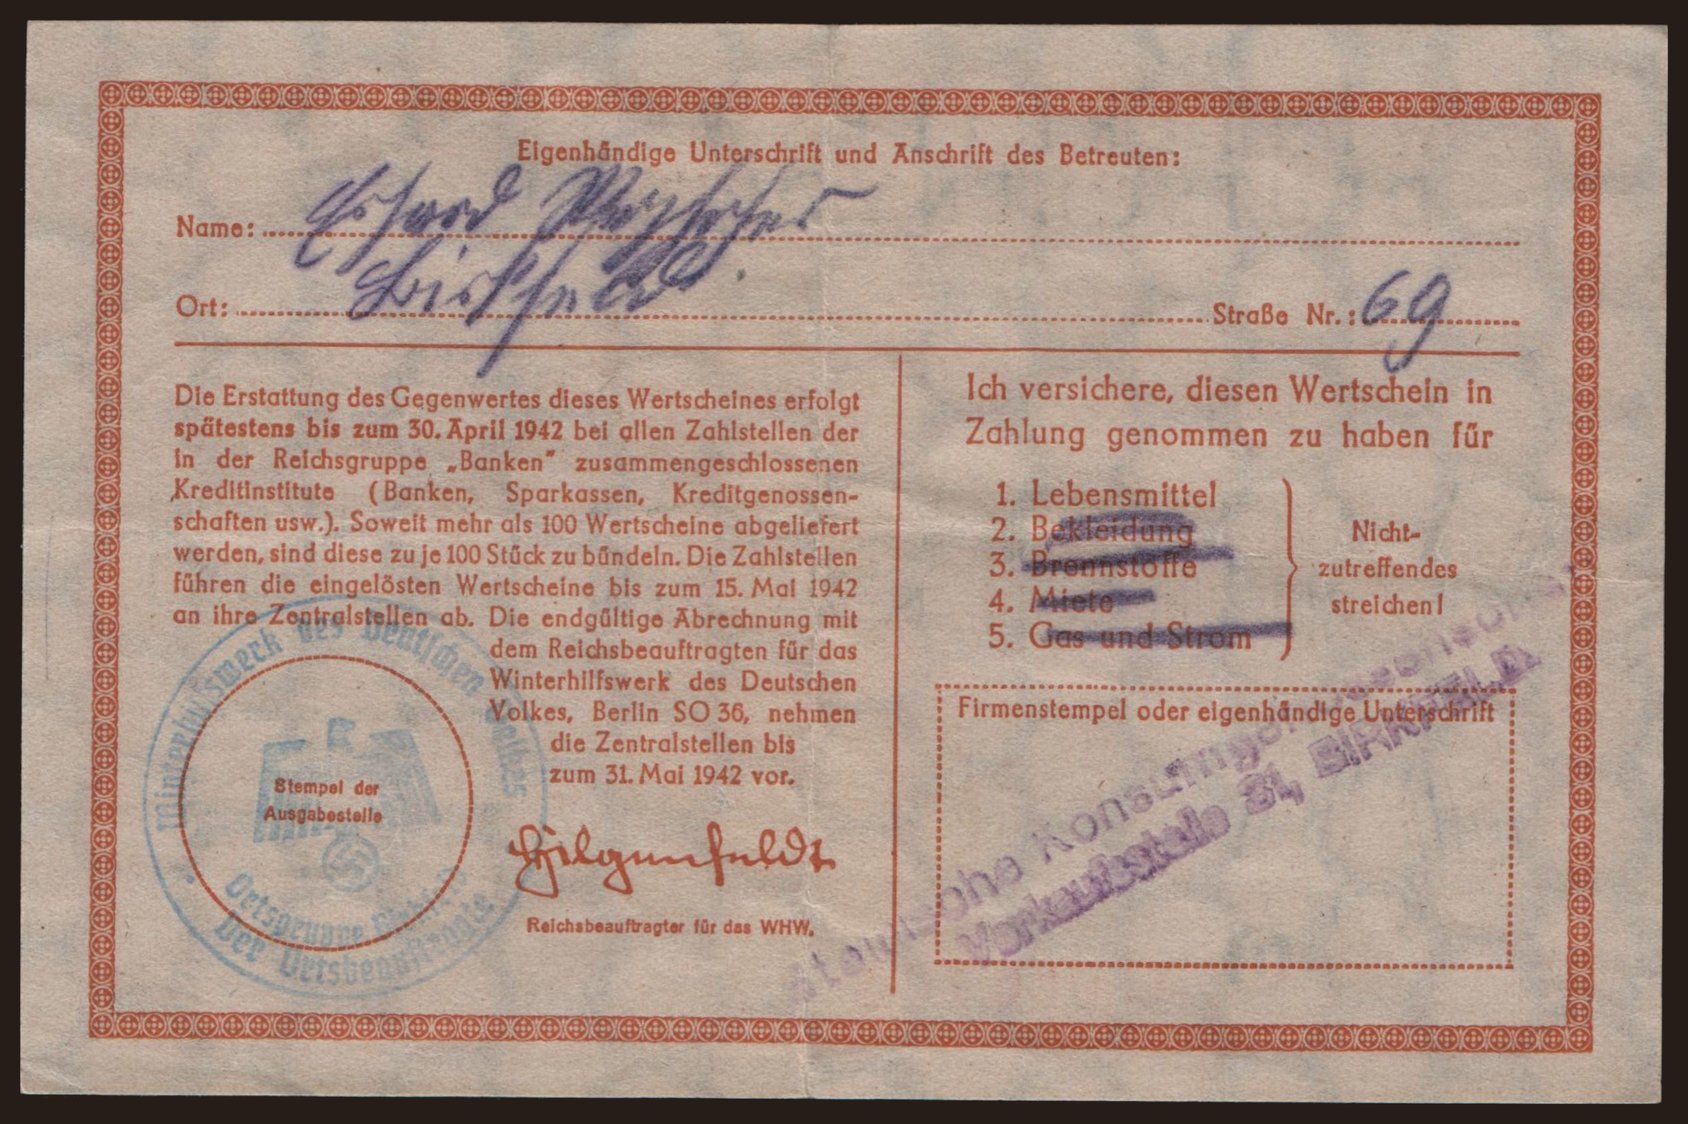 Eigenhändige Unterschrift und Anschrift des Betreuten:
Name:
Ort: Birkfeld Straße Nr.: 69
Die Erstattung des Gegenwertes dieses Wertscheines erfolgt
spätestens bis zum 30. April 1942 bei allen Zahlstellen der
in der Reichsgruppe „Banken" zusammengeschlossenen
Kreditinstitute (Banken, Sparkassen, Kreditgenossen-
schaften usw.). Soweit mehr als 100 Wertscheine abgeliefert
werden, sind diese zu je 100 Stück zu bündeln. Die Zahlstellen
führen die eingelösten Wertscheine bis zum 15. Mai 1942
an ihre Zentralstellen ab. Die endgültige Abrechnung mit
dem Reichsbeauftragten für das
Winterhilfswerk des Deutschen
Volkes, Berlin SO 36, nehmen
die Zentralstellen bis
zum 31. Mai 1942 vor.
Hilgenfeldt
Reichsbeauftragter für das WHW.
Winterhilfswerk des Deutschen Volkes
Stempel der
Ausgabestelle
Ortsgruppe
Der Ortsbeauftragte
Ich versichere, diesen Wertschein in
Zahlung genommen zu haben für
1. Lebensmittel
2. Bekleidung
3. Brennstoffe
4. Miete
5. Gas und Strom
Nicht-
zutreffendes
streichen!
Firmenstempel oder eigenhändige Unterschrift
Verkaufsstelle 31, BIRKFELD